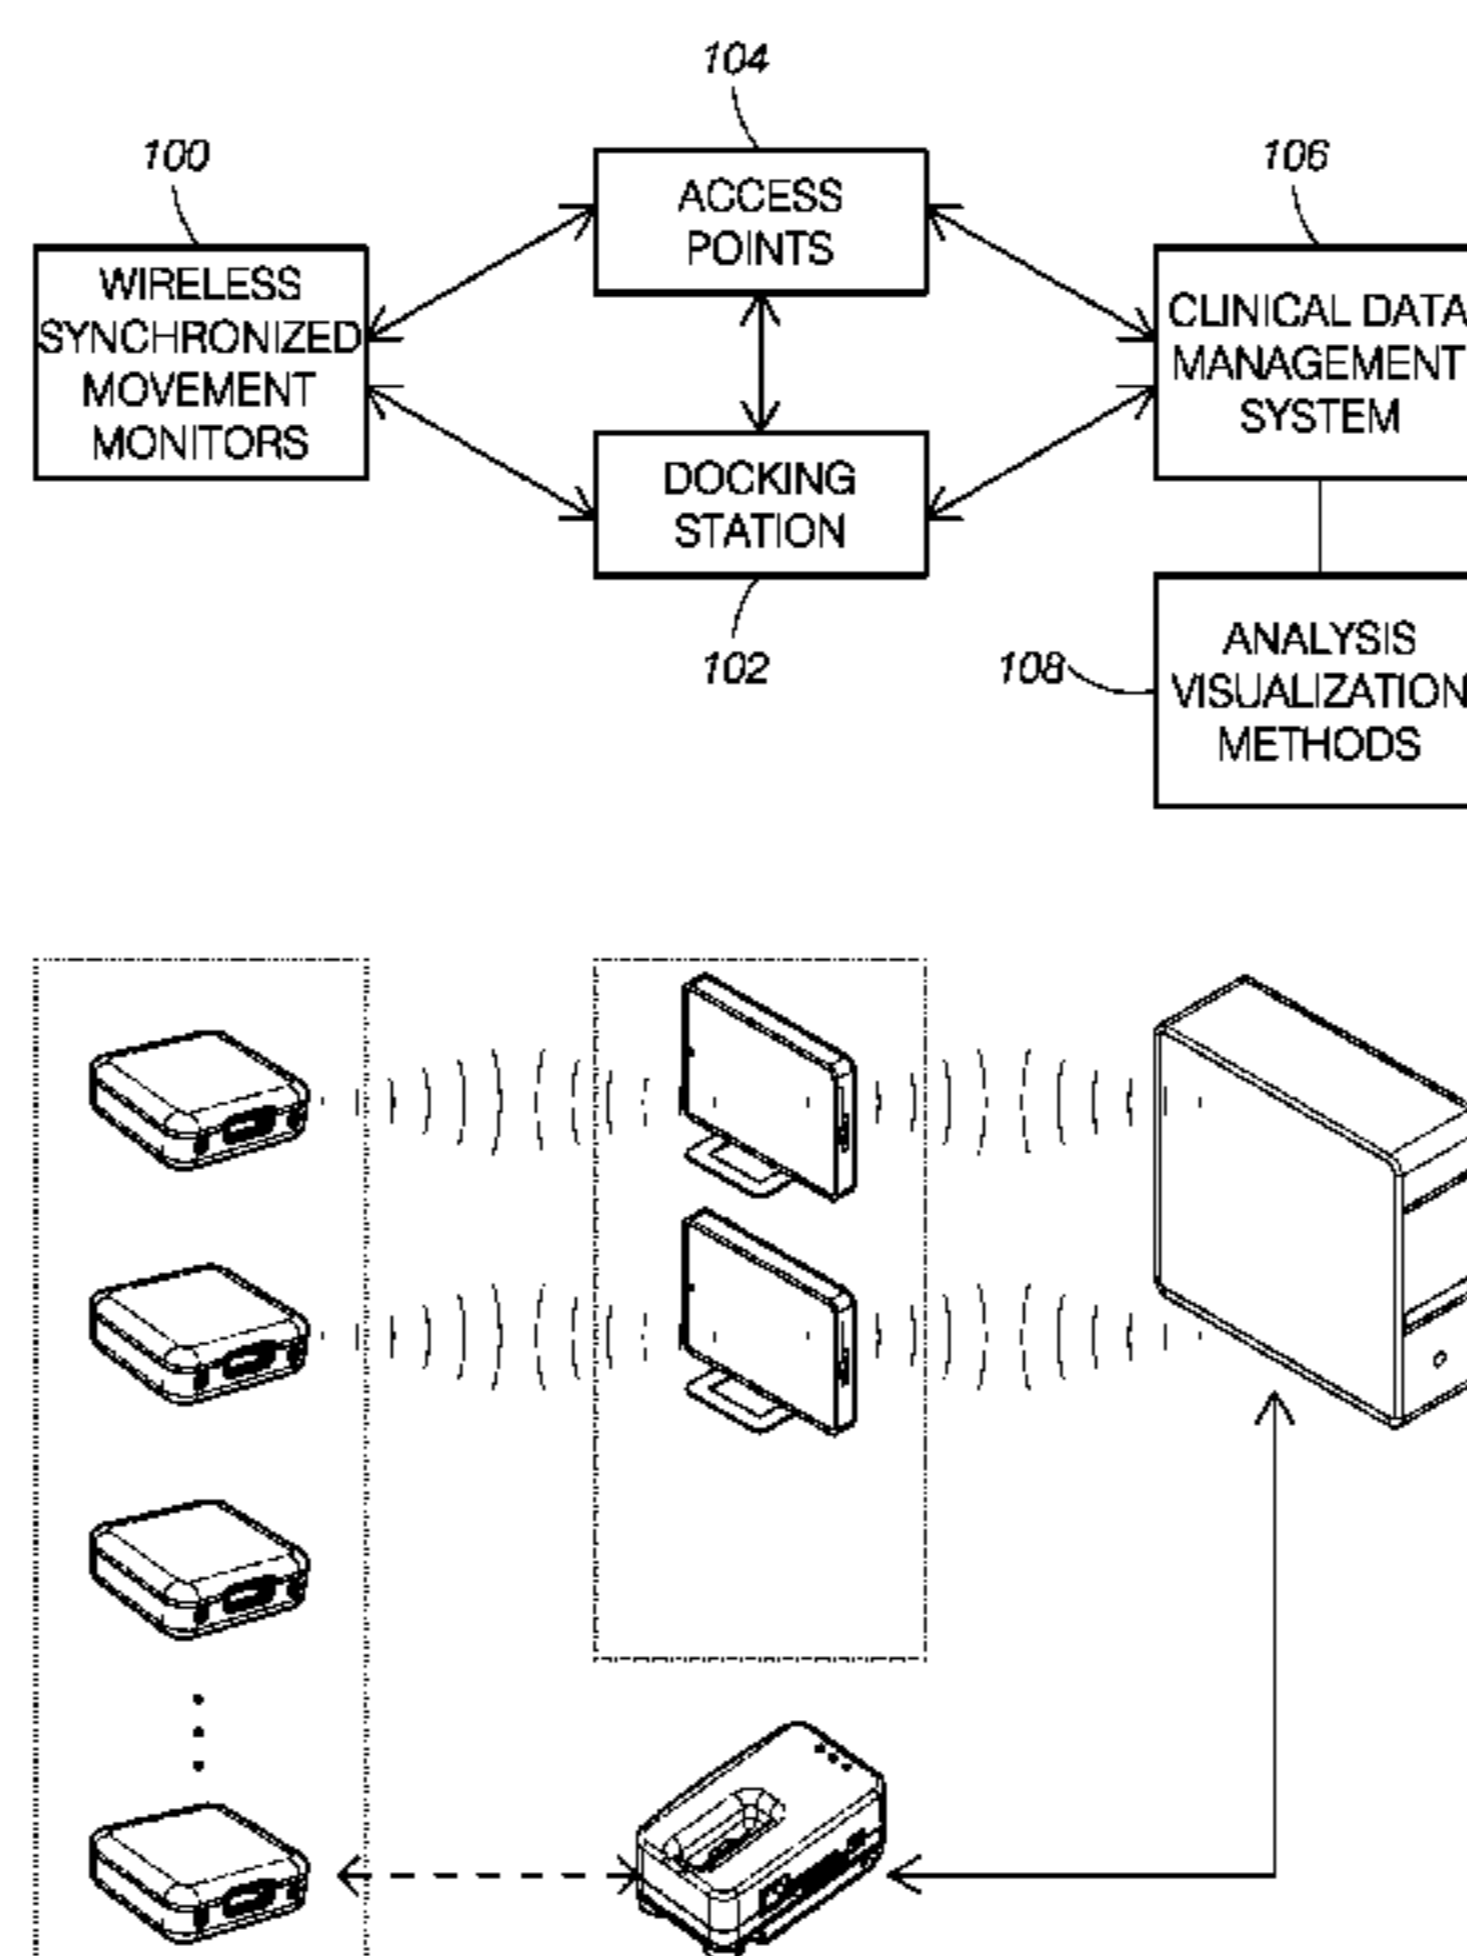 104
100
106
ACCESS
POINTS
WIRELESS
SYNCHRONIZED
MOVEMENT
MONITORS
CLINICAL DATA
MANAGEMENT
SYSTEM
DOCKING
STATION
102
108
ANALYSIS
VISUALIZATION
METHODS